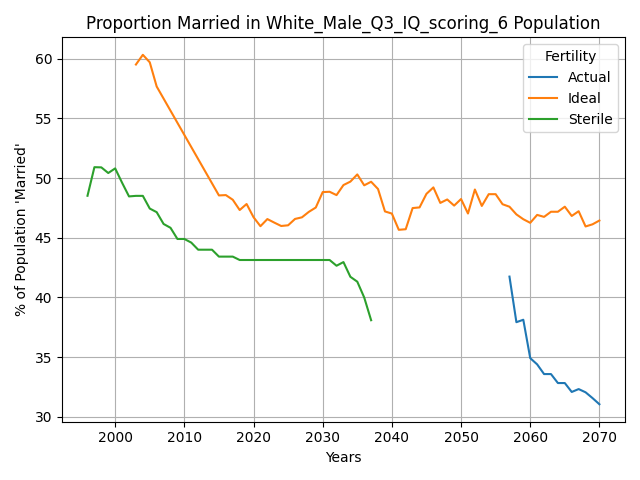 Proportion Married in White_Male_Q3_IQ_scoring_6 Population
% of Population 'Married'
60
55
50
45
40
35
30
Fertility
Actual
Ideal
Sterile
2000 2010 2020 2030 2040 2050 2060 2070
Years